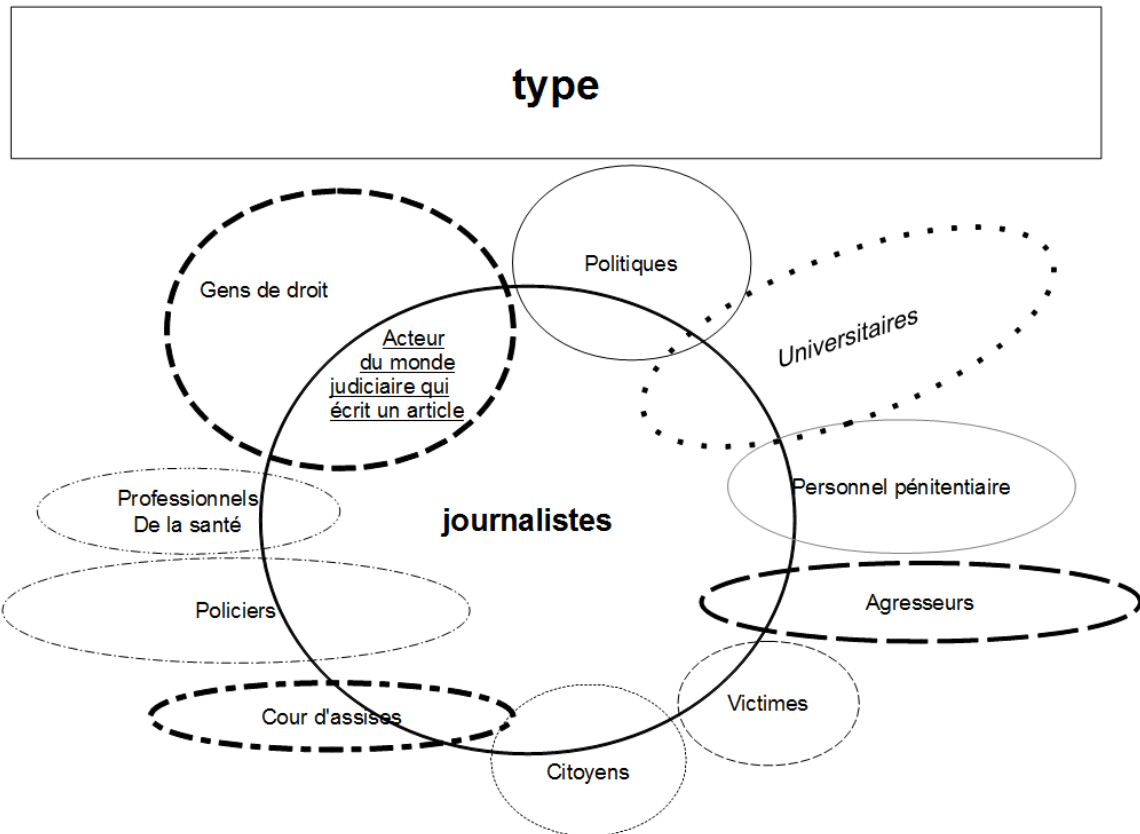 type
Politiques
Gens de droit
Universitaires
Acteur
du monde
judiciaire qui
écrit un article
Professionnels
De la santé
Personnel pénitentiaire
journalistes
Policiers
Agresseurs
Cour d'assises
Victimes
Citoyens